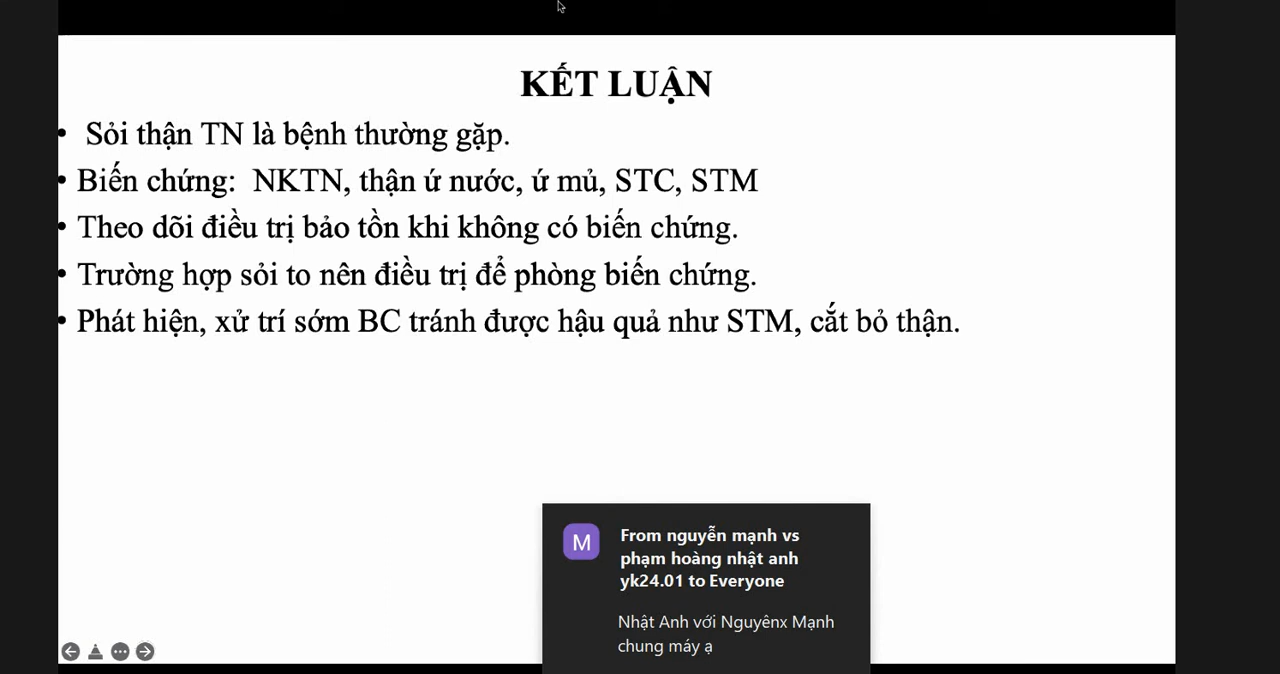 KẾT LUẬN
• Sỏi thận TN là bệnh thường gặp.
• Biến chứng: NKTN, thận ứ nước, ứ mủ, STC, STM
• Theo dõi điều trị bảo tồn khi không có biến chứng.
• Trường hợp sỏi to nên điều trị để phòng biến chứng.
• Phát hiện, xử trí sớm BC tránh được hậu quả như STM, cắt bỏ thận.
M
From nguyễn mạnh vs
phạm hoàng nhật anh
yk24.01 to Everyone
Nhật Anh với Nguyênx Mạnh
chung máy ạ